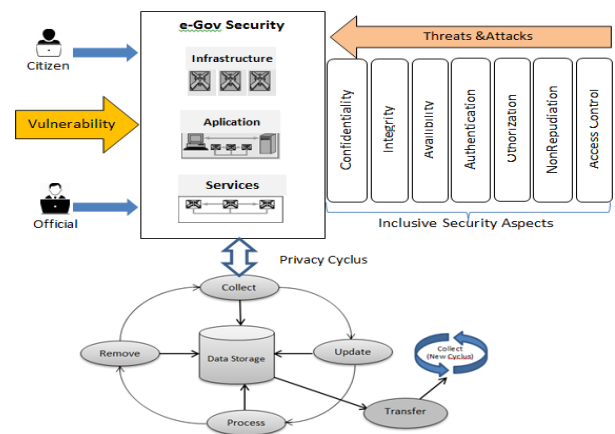 e-Gov Security
Threats &Attacks
Citizen
Infrastructure
Vulnerability
Aplication
Services
Official
Confidentiality
Integrity
Availibility
Authentication
Othorization
NonRepudiation
Access Control
Inclusive Security Aspects
Privacy Cyclus
Collect
Remove
Data Storage
Update
Process
Transfer
Collect
(New Cyclus)